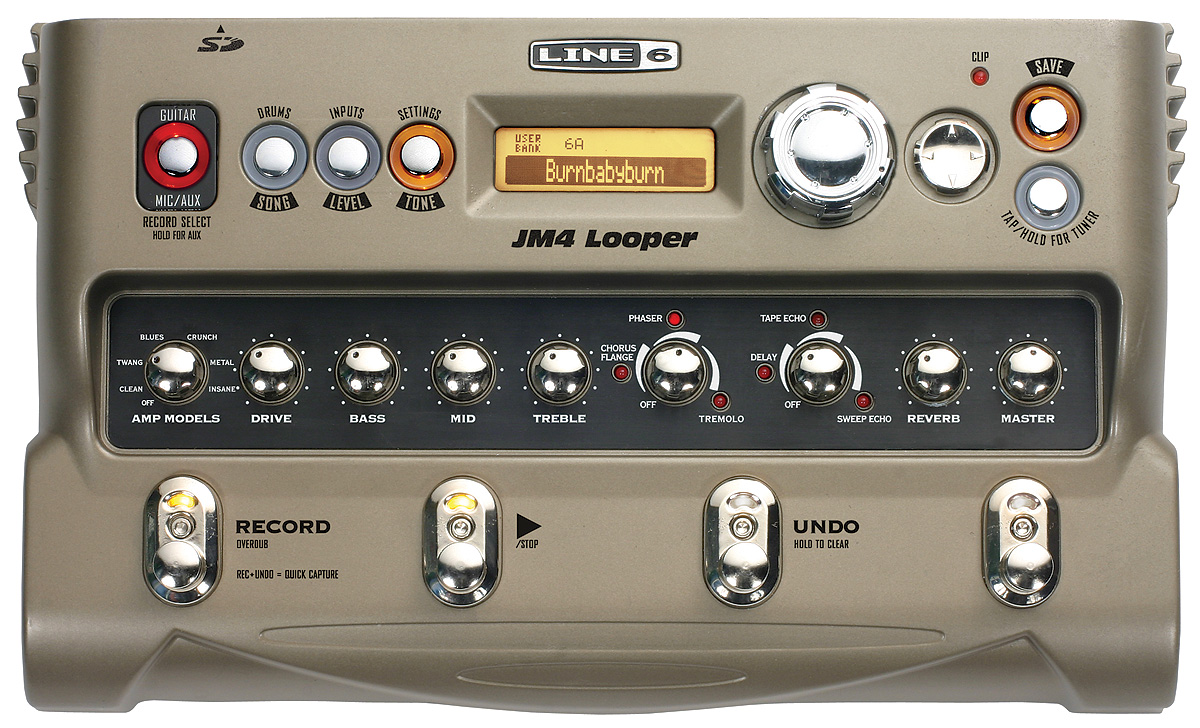 SD
LINE 6
CLIP
SAVE
GUITAR
DRUMS
INPUTS
SETTINGS
USER
BANK
6A
Burnbabyburn
MIC/AUX
SONG
LEVEL
TONE
RECORD SELECT
HOLD FOR AUX
TAP/HOLD FOR TUNER
JM4 Looper
PHASER
TAPE ECHO
BLUES
CRUNCH
CHORUS
FLANGE
TWANG
METAL
DELAY
CLEAN
INSANE
OFF
OFF
OFF
AMP MODELS
DRIVE
BASS
MID
TREBLE
TREMOLO
SWEEP ECHO
REVERB
MASTER
RECORD
OVERDUB
REC+UNDO = QUICK CAPTURE
/STOP
UNDO
HOLD TO CLEAR